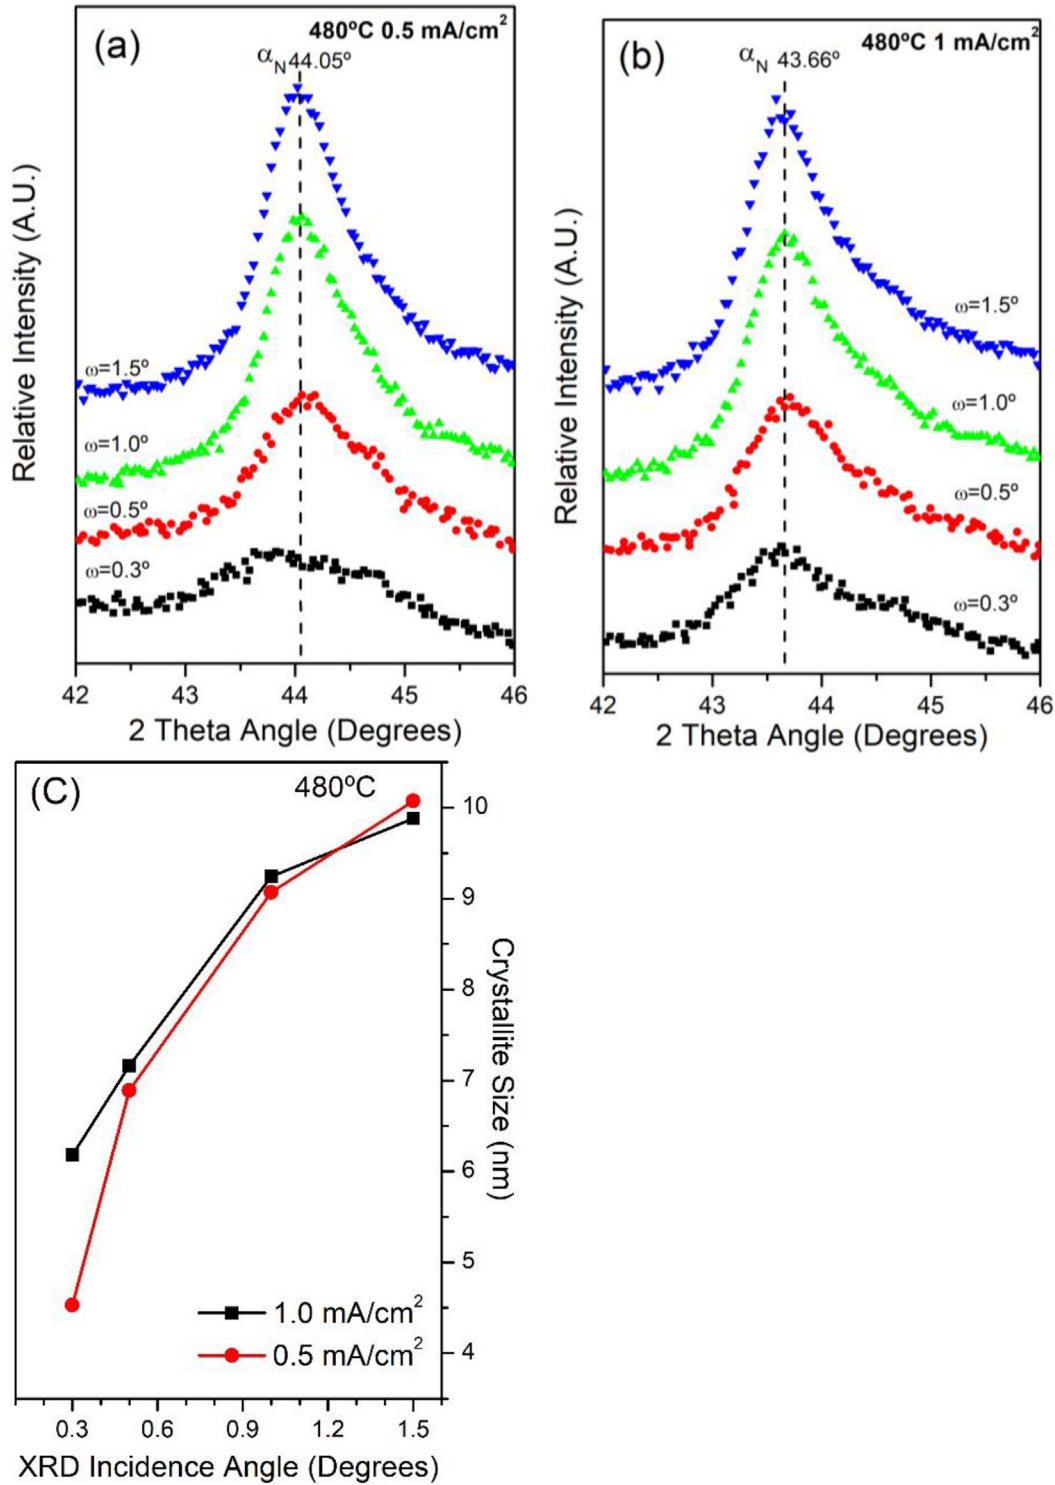 (a)
480ºC 0.5 mA/cm²
αN44.05º
Relative Intensity (A.U.)
ω=1.5º
ω=1.0º
ω=0.5º
ω=0.3º
42 43 44 45 46
2 Theta Angle (Degrees)
(b)
480ºC 1 mA/cm²
αN 43.66º
Relative Intensity (A.U.)
ω=1.5º
ω=1.0º
ω=0.5º
ω=0.3º
42 43 44 45 46
2 Theta Angle (Degrees)
(C)
480ºC
10
9
8
7
6
5
4
Crystallite Size (nm)
1.0 mA/cm²
0.5 mA/cm²
0.3 0.6 0.9 1.2 1.5
XRD Incidence Angle (Degrees)